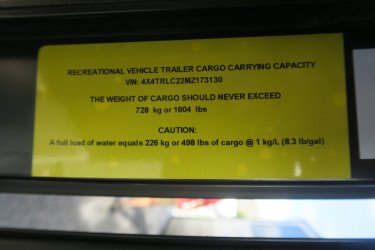 RECREATIONAL VEHICLE TRAILER CARGO CARRYING CAPACITY
VIN: 4X4TRLC22MZ173130
THE WEIGHT OF CARGO SHOULD NEVER EXCEED
728 kg or 1604 lbs
CAUTION:
A full load of water equals 226 kg or 498 lbs of cargo @ 1 kg/L (8.3 lb/gal)